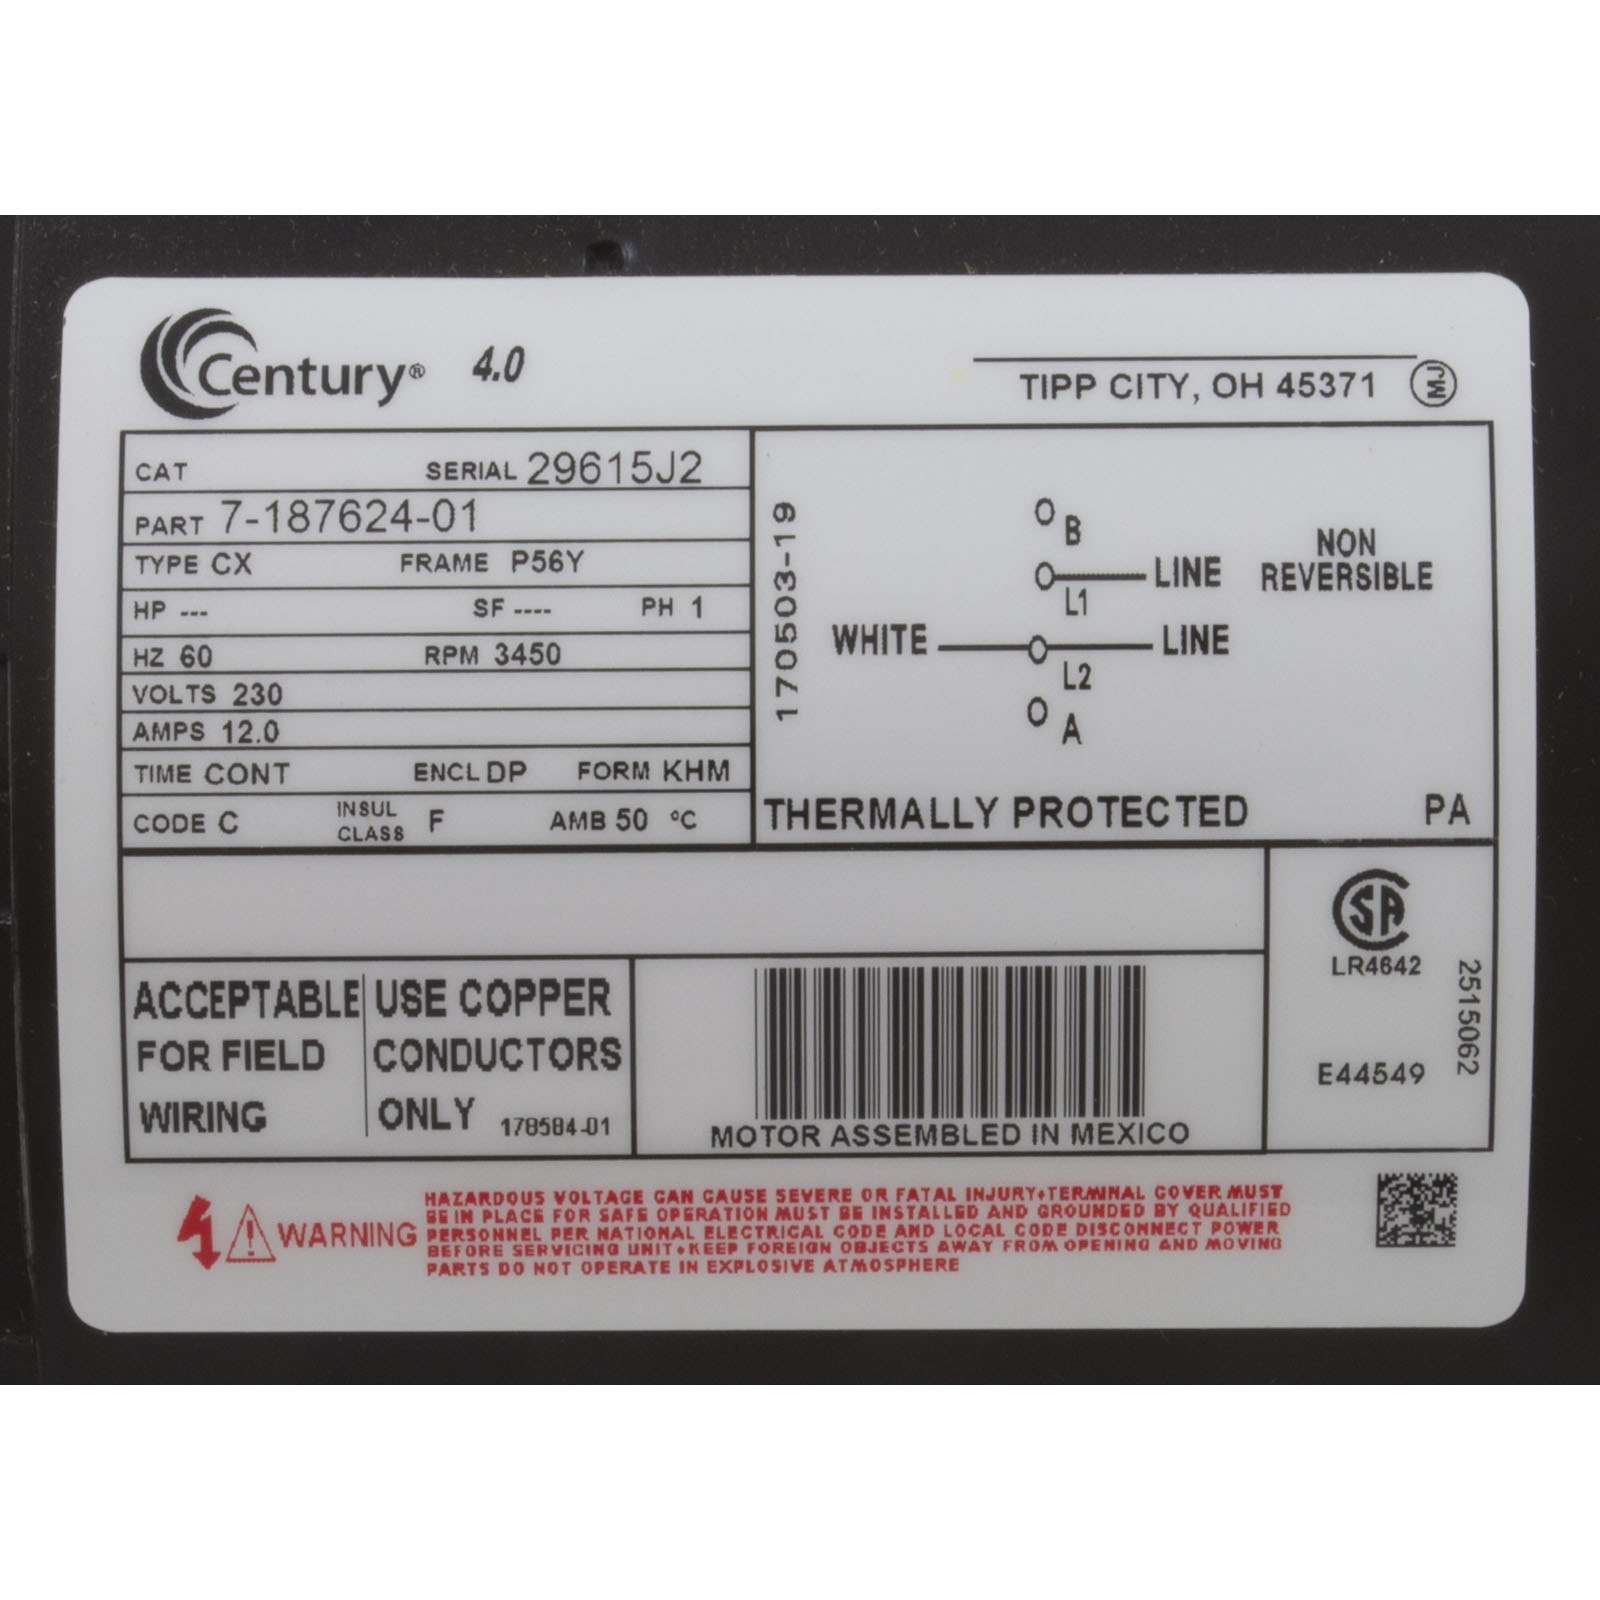 Century® 4.0
TIPP CITY, OH 45371 MJ
CAT SERIAL 29615J2
PART 7-187624-01
TYPE CX FRAME P56Y
HP --- SF ---- PH 1
HZ 60 RPM 3450
VOLTS 230
AMPS 12.0
TIME CONT ENCL DP FORM KHM
CODE C INSUL CLASS F AMB 50 °C
170503-19
B
LINE
L1
WHITE LINE
L2
A
NON
REVERSIBLE
THERMALLY PROTECTED PA
ACCEPTABLE
FOR FIELD
WIRING
USE COPPER
CONDUCTORS
ONLY 178584-01
MOTOR ASSEMBLED IN MEXICO
SA
LR4642
E44549
2515062
WARNING
HAZARDOUS VOLTAGE CAN CAUSE SEVERE OR FATAL INJURY•TERMINAL COVER MUST
BE IN PLACE FOR SAFE OPERATION MUST BE INSTALLED AND GROUNDED BY QUALIFIED
PERSONNEL PER NATIONAL ELECTRICAL CODE AND LOCAL CODE DISCONNECT POWER
BEFORE SERVICING UNIT•KEEP FOREIGN OBJECTS AWAY FROM OPENING AND MOVING
PARTS DO NOT OPERATE IN EXPLOSIVE ATMOSPHERE